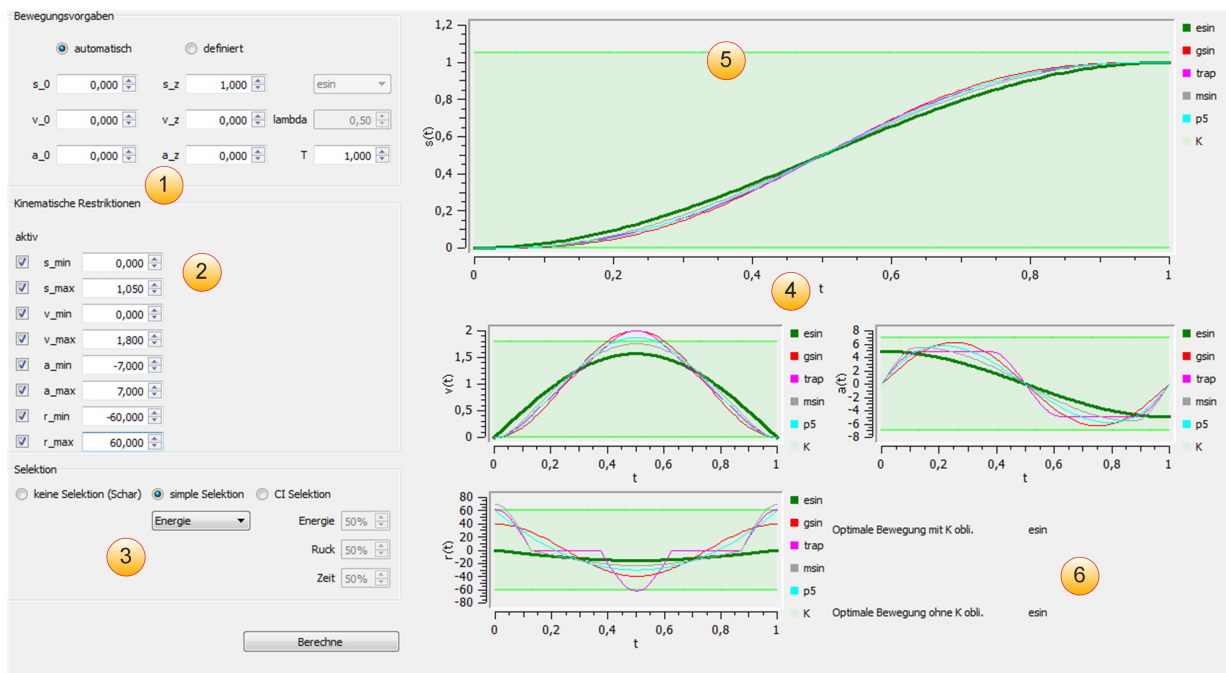 Bewegungsvorgaben
automatisch definiert
s_0 0,000 s_z 1,000 esin
v_0 0,000 v_z 0,000 lambda 0,50
a_0 0,000 a_z 0,000 T 1,000
1
Kinematische Restriktionen
aktiv
s_min 0,000
s_max 1,050
v_min 0,000
v_max 1,800
a_min -7,000
a_max 7,000
r_min -60,000
r_max 60,000
2
Selektion
keine Selektion (Schar) simple Selektion CI Selektion
Energie Energie 50%
Ruck 50%
Zeit 50%
3
Berechne
1,2
1
0,8
0,6
0,4
0,2
0
s(t)
0 0,2 0,4 0,6 0,8 1
t
5
esin
gsin
trap
msin
p5
K
4
2
1,5
1
0,5
0
v(t)
0 0,2 0,4 0,6 0,8 1
t
esin
gsin
trap
msin
p5
K
8
6
4
2
0
-2
-4
-6
-8
a(t)
0 0,2 0,4 0,6 0,8 1
t
esin
gsin
trap
msin
p5
K
80
60
40
20
0
-20
-40
-60
-80
r(t)
0 0,2 0,4 0,6 0,8 1
t
esin
gsin
trap
msin
p5
K
Optimale Bewegung mit K obli. esin
6
Optimale Bewegung ohne K obli. esin